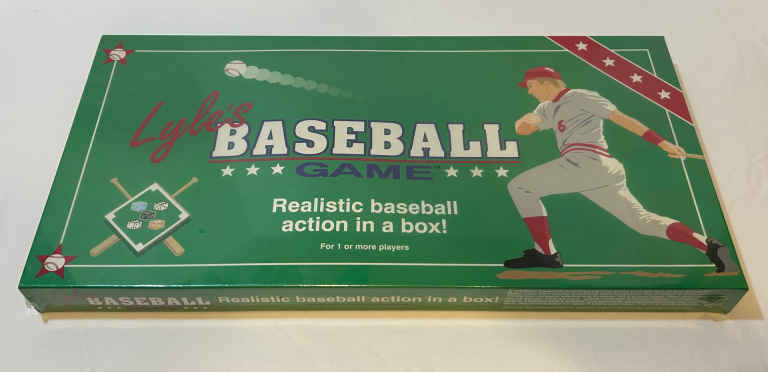 Lyle's
BASEBALL
GAME™
Realistic baseball
action in a box!
For 1 or more players
6
BASEBALL Realistic baseball action in a box!